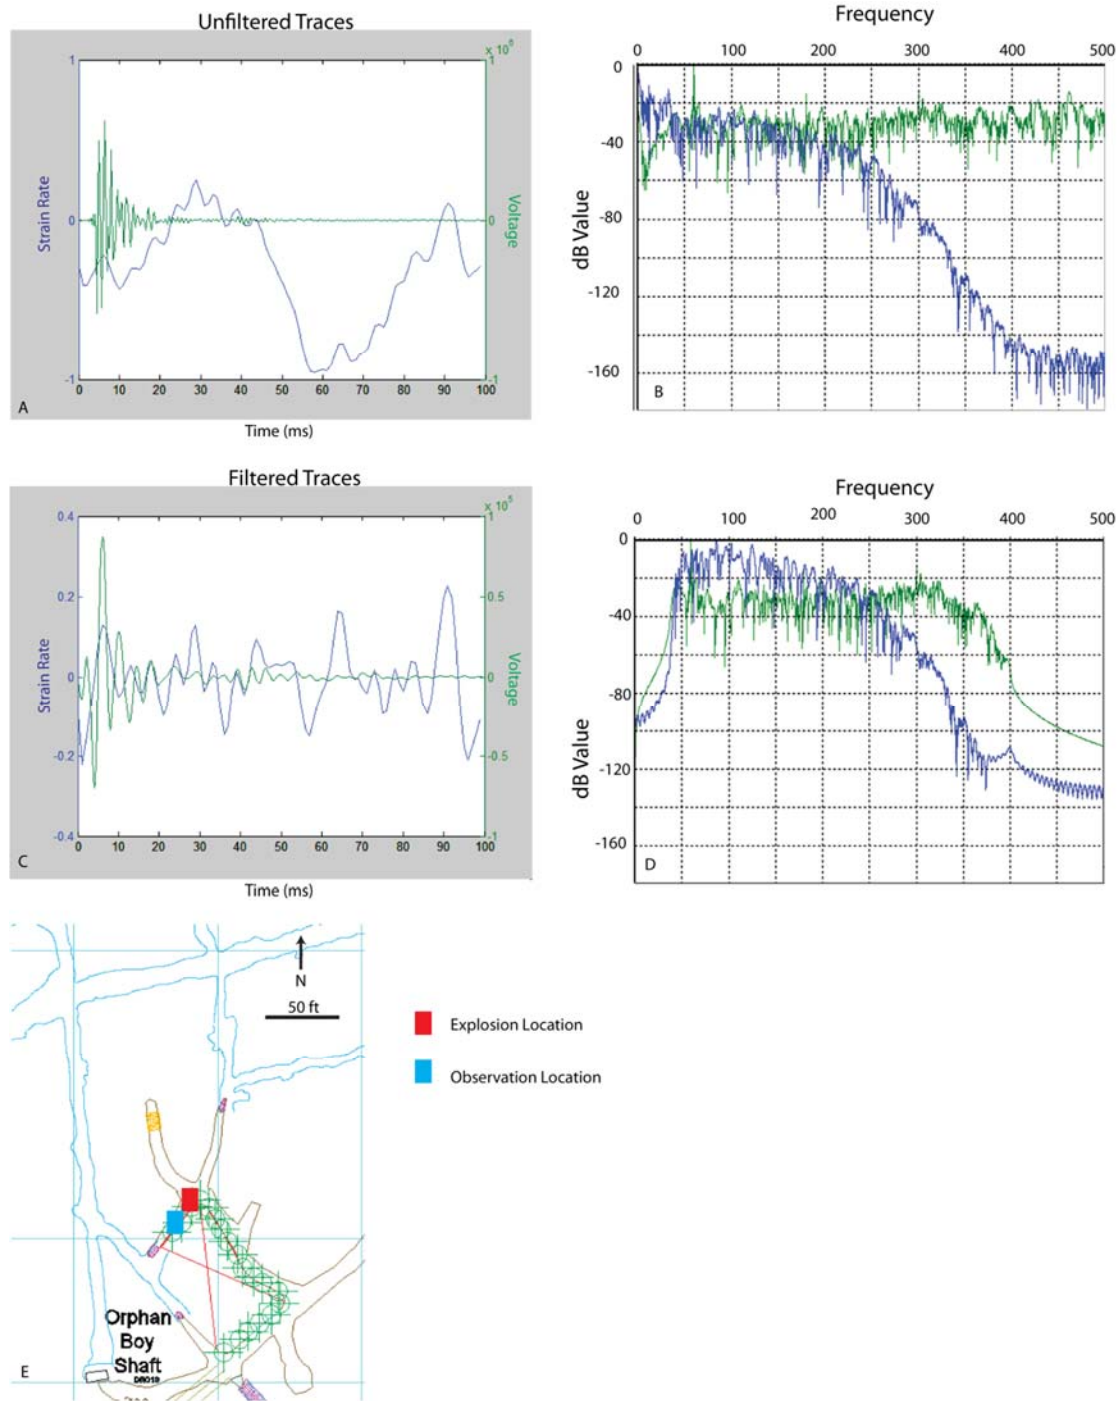 Unfiltered Traces
x 10^6
1
0
-1
Strain Rate
1
0
-1
Voltage
0 10 20 30 40 50 60 70 80 90 100
A
Time (ms)
Frequency
0 100 200 300 400 500
0
-40
-80
-120
-160
dB Value
B
Filtered Traces
x 10^5
0.4
0.2
0
-0.2
-0.4
Strain Rate
1
0.5
0
-0.5
-1
Voltage
0 10 20 30 40 50 60 70 80 90 100
C
Time (ms)
Frequency
0 100 200 300 400 500
0
-40
-80
-120
-160
dB Value
D
N
50 ft
Explosion Location
Observation Location
Orphan
Boy
Shaft
E